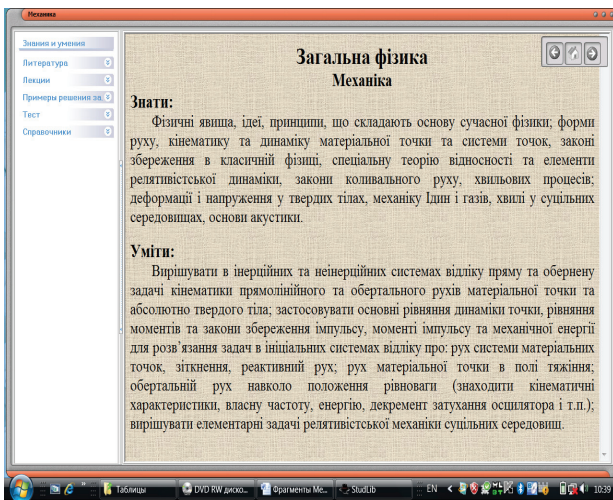 Механика
Знания и умения
Литература
Лекции
Примеры решения за
Тест
Справочники
Загальна фізика
Механіка
Знати:
Фізичні явища, ідеї, принципи, що складають основу сучасної фізики; форми
руху, кінематику та динаміку матеріальної точки та системи точок, законі
збереження в класичній фізиці, спеціальну теорію відносності та елементи
релятивістської динаміки, закони коливального руху, хвильових процесів;
деформації і напруження у твердих тілах, механіку Ідин і газів, хвилі у суцільних
середовищах, основи акустики.
Уміти:
Вирішувати в інерційних та неінерційних системах відліку пряму та обернену
задачі кінематики прямолінійного та обертального рухів матеріальної точки та
абсолютно твердого тіла; застосовувати основні рівняння динаміки точки, рівняння
моментів та закони збереження імпульсу, моменті імпульсу та механічної енергії
для розв’язання задач в ініціальних системах відліку про: рух системи матеріальних
точок, зіткнення, реактивний рух; рух матеріальної точки в полі тяжіння;
обертальній рух навколо положення рівноваги (знаходити кінематичні
характеристики, власну частоту, енергію, декремент затухання осцилятора і т.п.);
вирішувати елементарні задачі релятивістської механіки суцільних середовищ.
Таблицы
DVD RW диско...
Фрагменты Ме...
StudLib
EN
10:39